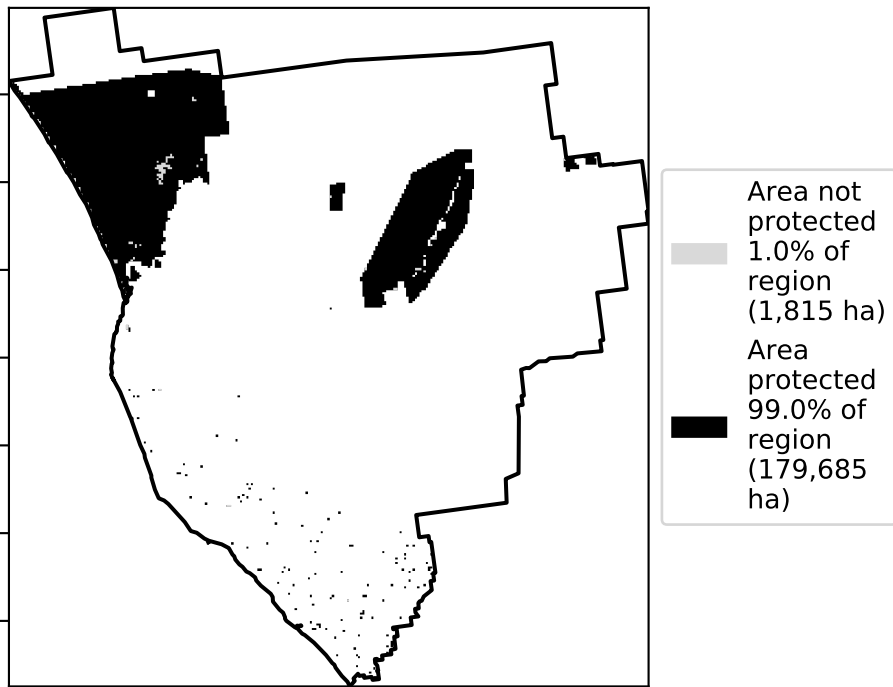 Area not
protected
1.0% of
region
(1,815 ha)
Area
protected
99.0% of
region
(179,685
ha)